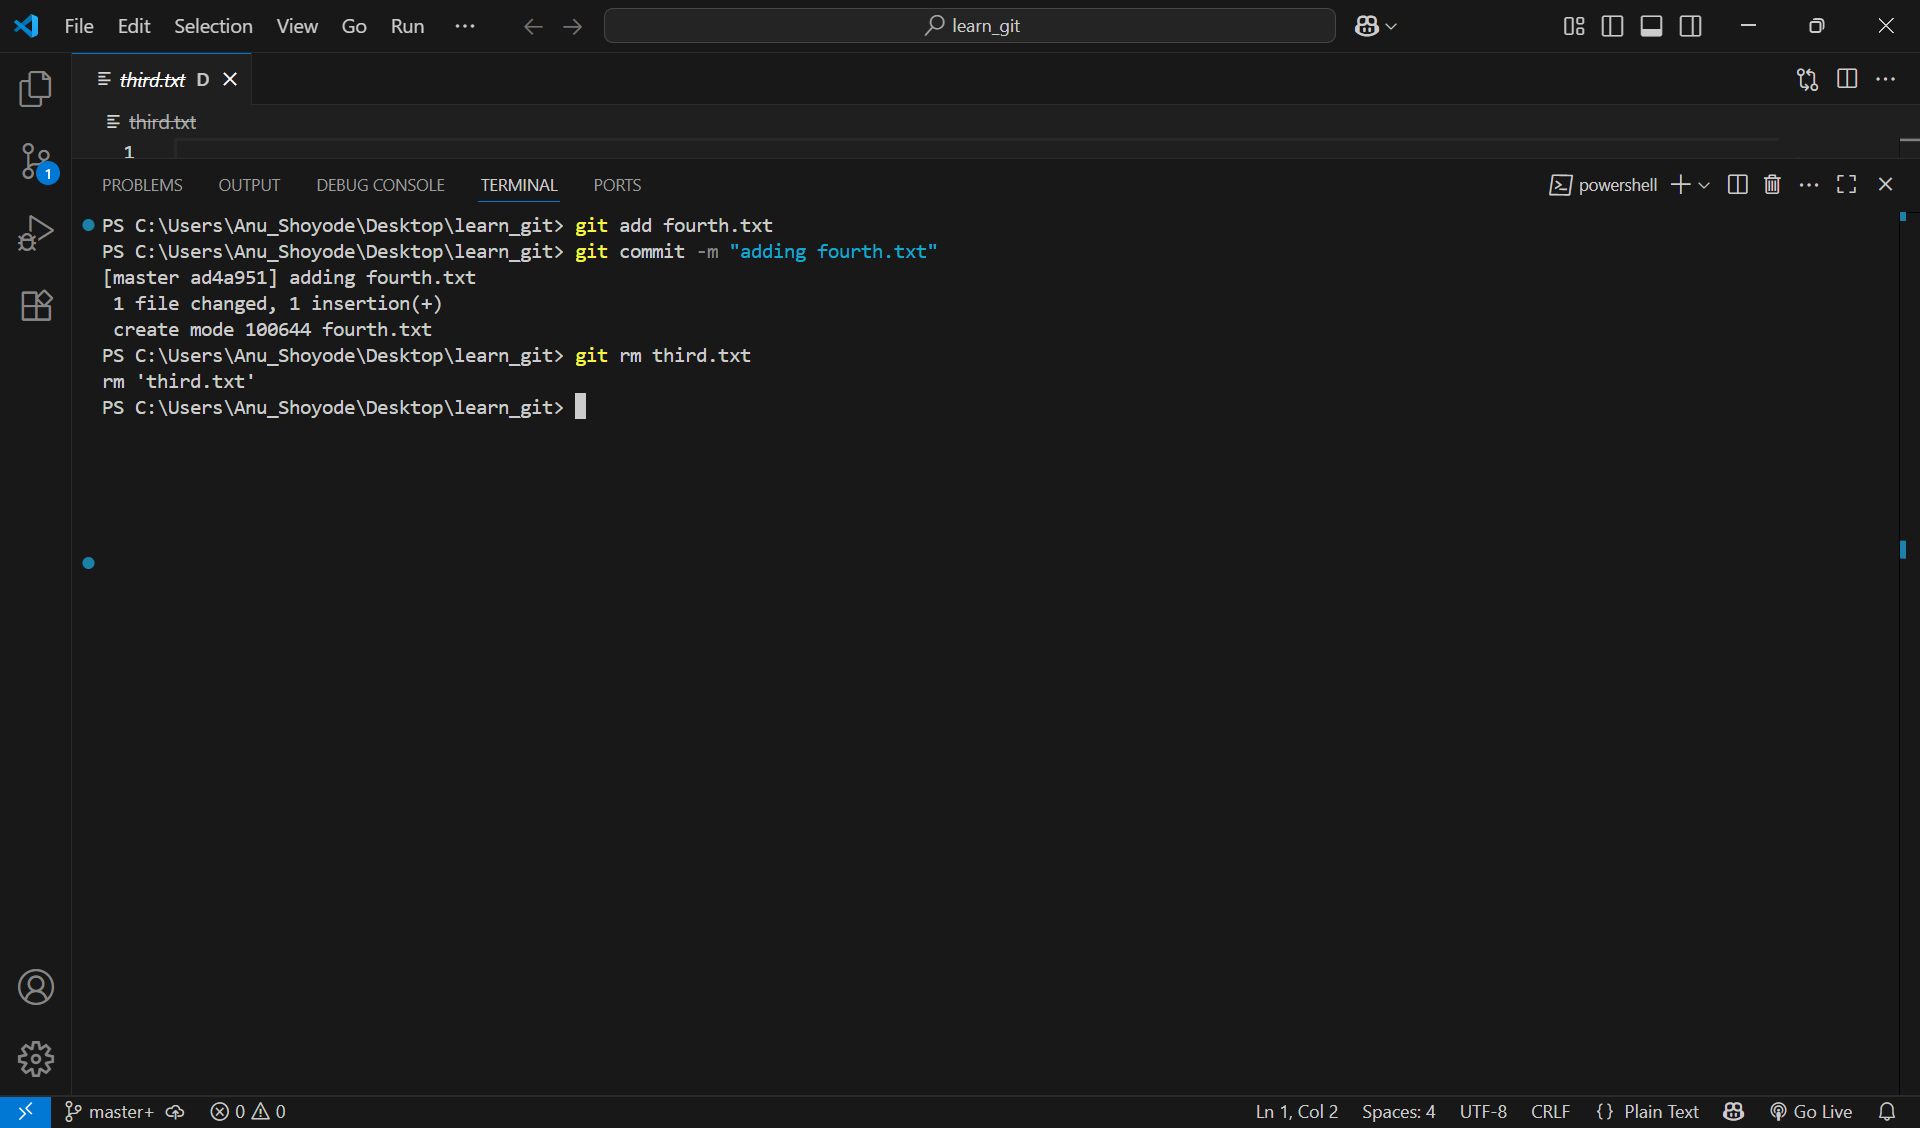 File Edit Selection View Go Run ··· learn_git
third.txt D
third.txt
1
1
PROBLEMS OUTPUT DEBUG CONSOLE TERMINAL PORTS powershell
PS C:\Users\Anu_Shoyode\Desktop\learn_git> git add fourth.txt
PS C:\Users\Anu_Shoyode\Desktop\learn_git> git commit -m "adding fourth.txt"
[master ad4a951] adding fourth.txt
1 file changed, 1 insertion(+)
create mode 100644 fourth.txt
PS C:\Users\Anu_Shoyode\Desktop\learn_git> git rm third.txt
rm 'third.txt'
PS C:\Users\Anu_Shoyode\Desktop\learn_git>
master+ 0 0 Ln 1, Col 2 Spaces: 4 UTF-8 CRLF {} Plain Text Go Live